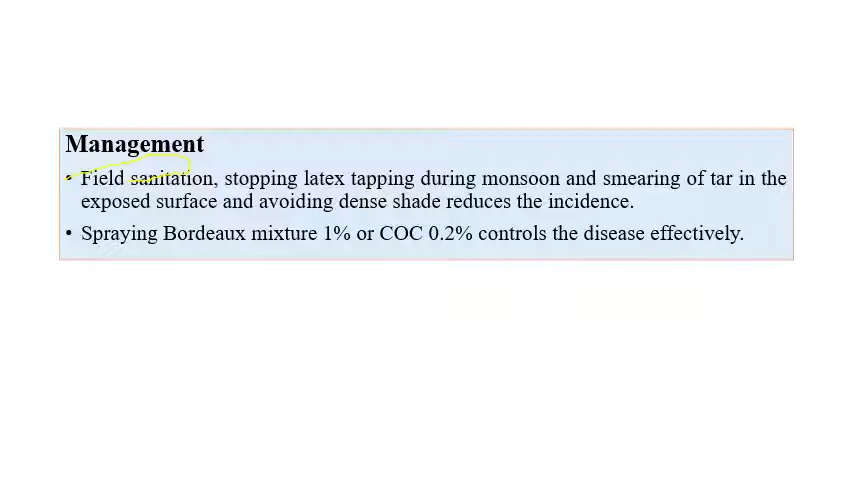 Management
• Field sanitation, stopping latex tapping during monsoon and smearing of tar in the
exposed surface and avoiding dense shade reduces the incidence.
• Spraying Bordeaux mixture 1% or COC 0.2% controls the disease effectively.